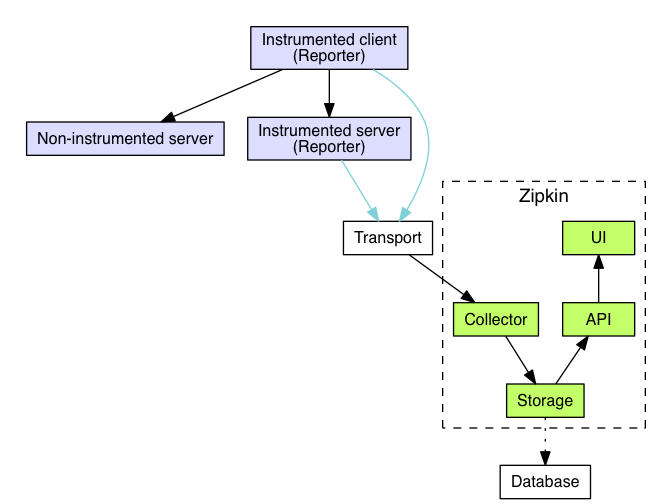 Instrumented client
(Reporter)
Non-instrumented server
Instrumented server
(Reporter)
Zipkin
Transport
UI
Collector
API
Storage
Database